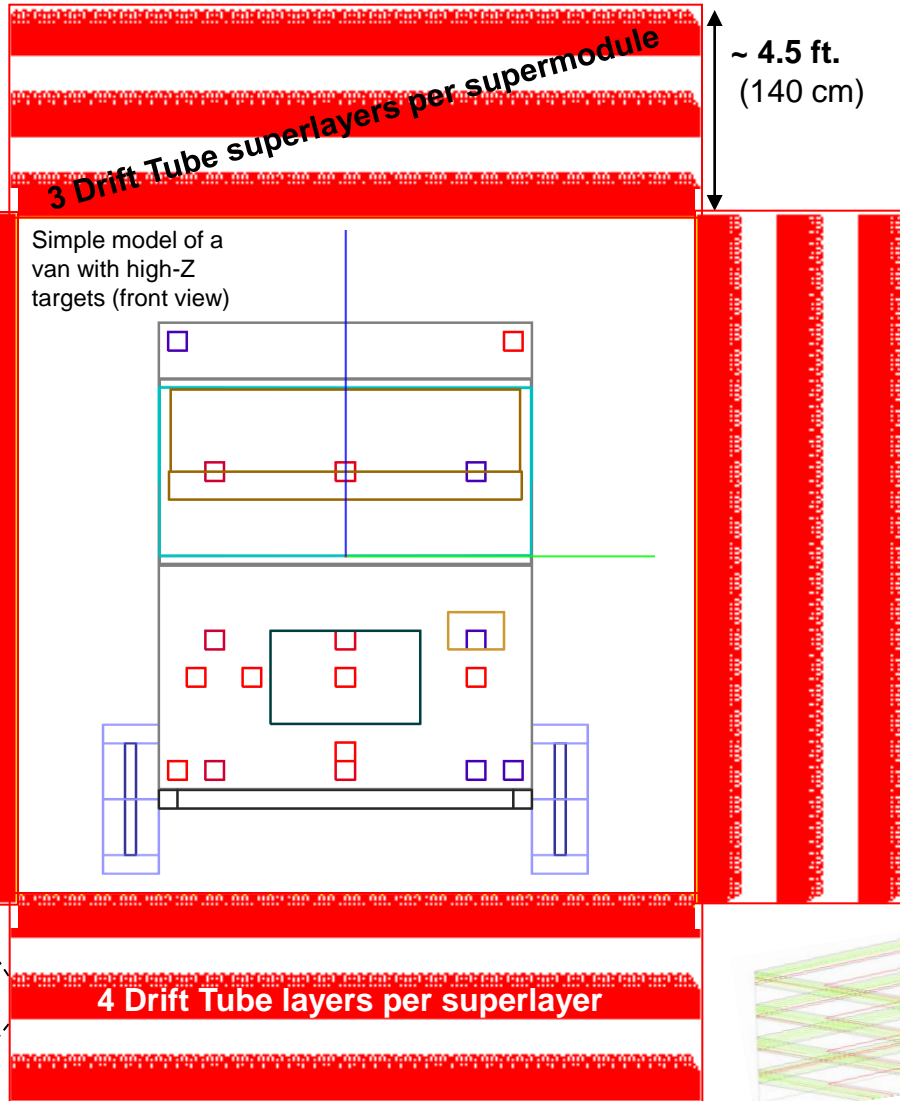 3 Drift Tube superlayers per supermodule
~ 4.5 ft.
(140 cm)
Simple model of a
van with high-Z
targets (front view)
4 Drift Tube layers per superlayer